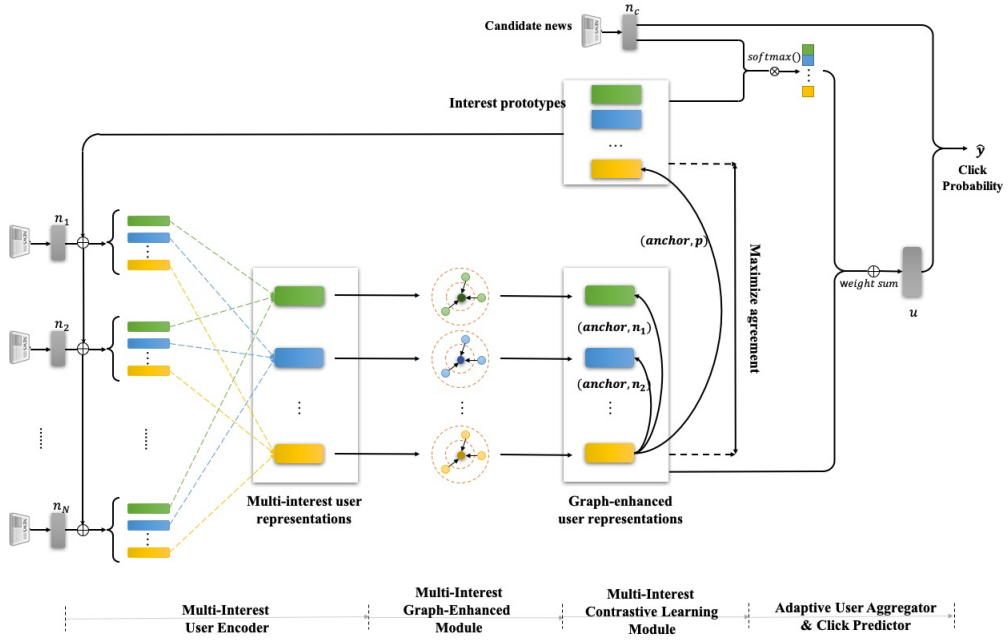 Candidate news
n_c
softmax()
Interest prototypes
ŷ
Click
Probability
n_1
(anchor, p)
Maximize agreement
(anchor, n_1)
weight sum
u
n_2
(anchor, n_2)
Multi-interest user
representations
Graph-enhanced
user representations
n_N
Multi-Interest
User Encoder
Multi-Interest
Graph-Enhanced
Module
Multi-Interest
Contrastive Learning
Module
Adaptive User Aggregator
& Click Predictor